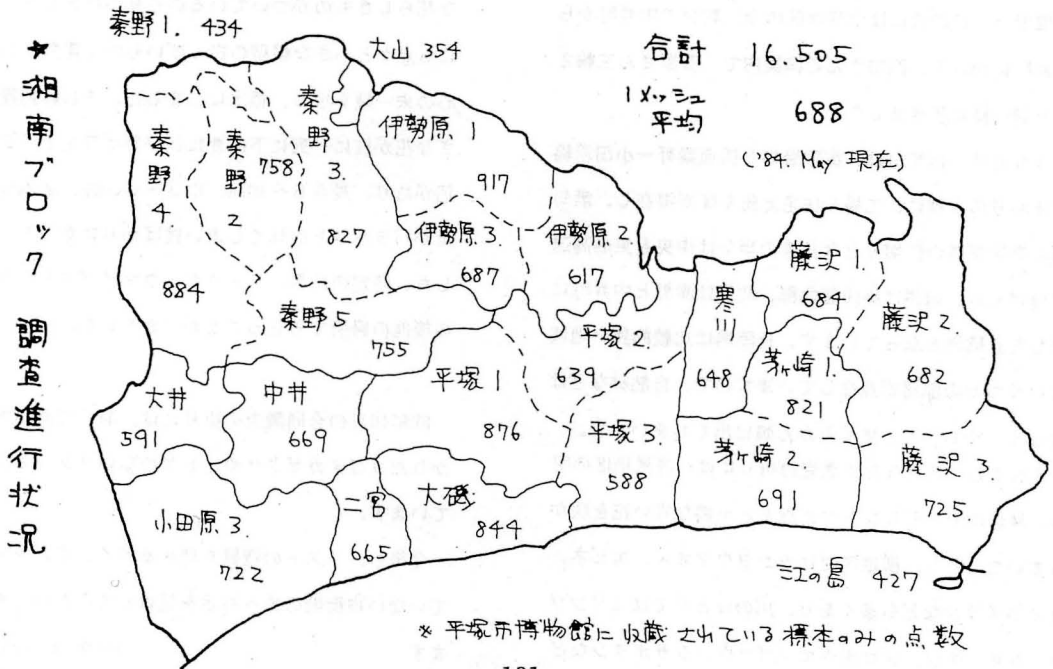 *湘南ブロック 調査進行状況
秦野1. 434
大山 354
合計 16.505
1メッシュ平均 688
('84. May 現在)
秦野4.
884
秦野2
758
秦野3.
827
伊勢原1
917
伊勢原3.
687
伊勢原2
617
秦野5
755
大井
591
中井
669
平塚1
876
平塚2.
639
平塚3.
588
寒川
648
藤沢1.
684
藤沢2.
682
茅ヶ崎1.
821
茅ヶ崎2
691
藤沢3
725
小田原3.
722
二宮
665
大磯
844
江の島 427
* 平塚市博物館に収蔵されている標本のみの点数